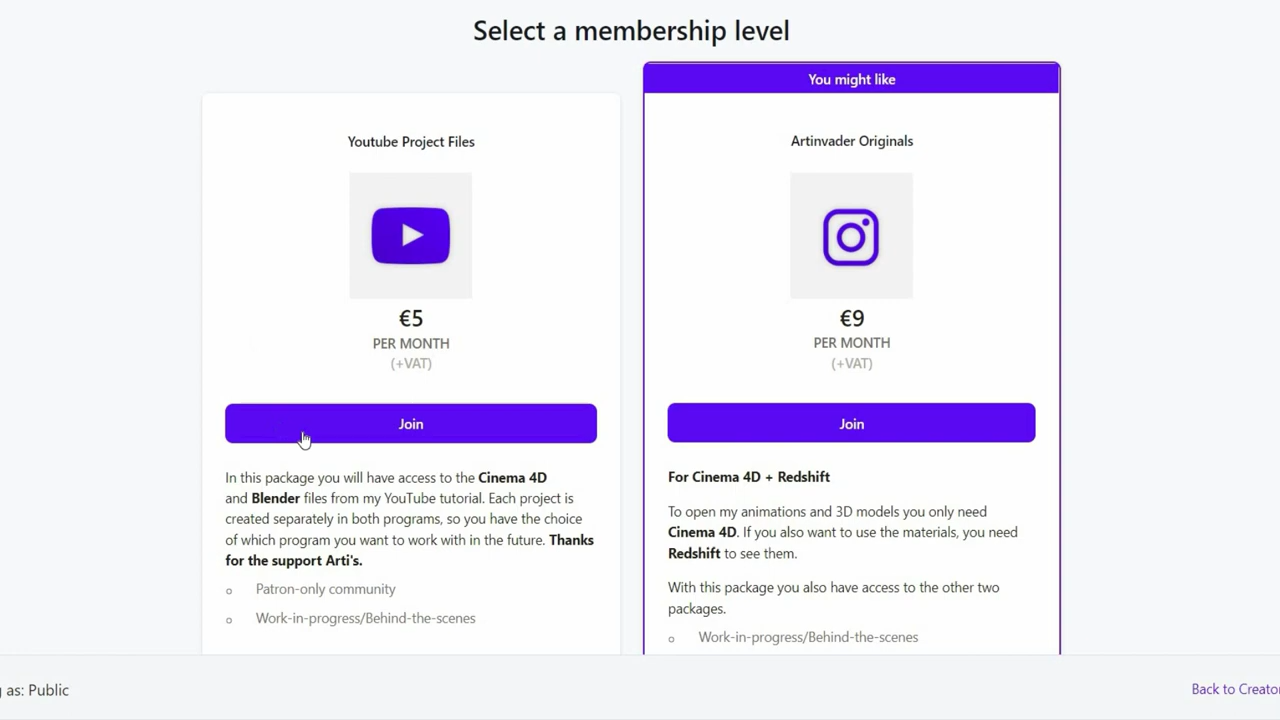 Select a membership level
Youtube Project Files
€5
PER MONTH
(+VAT)
Join
In this package you will have access to the Cinema 4D
and Blender files from my YouTube tutorial. Each project is
created separately in both programs, so you have the choice
of which program you want to work with in the future. Thanks
for the support Arti's.
Patron-only community
Work-in-progress/Behind-the-scenes
You might like
Artinvader Originals
€9
PER MONTH
(+VAT)
Join
For Cinema 4D + Redshift
To open my animations and 3D models you only need
Cinema 4D. If you also want to use the materials, you need
Redshift to see them.
With this package you also have access to the other two
packages.
Work-in-progress/Behind-the-scenes
g as: Public
Back to Creator